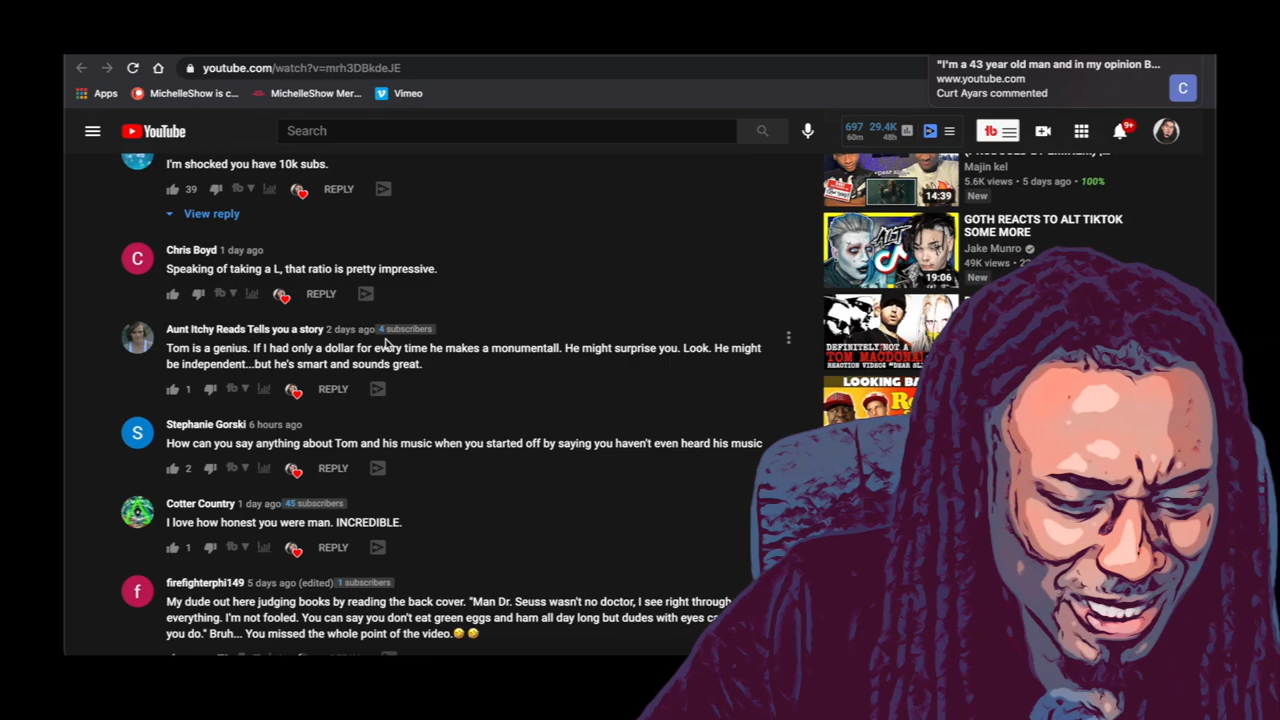 youtube.com/watch?v=mrh3DBkdeJE
"I'm a 43 year old man and in my opinion B...
www.youtube.com
Curt Ayars commented
C
Apps
MichelleShow is c...
MichelleShow Mer...
Vimeo
YouTube
Search
697 29.4K
60m 48h
tb
9+
I'm shocked you have 10k subs.
39
tb
REPLY
View reply
C
Chris Boyd 1 day ago
Speaking of taking a L, that ratio is pretty impressive.
tb
REPLY
Aunt Itchy Reads Tells you a story 2 days ago 4 subscribers
Tom is a genius. If I had only a dollar for every time he makes a monumentall. He might surprise you. Look. He might
be independent...but he's smart and sounds great.
1
tb
REPLY
S
Stephanie Gorski 6 hours ago
How can you say anything about Tom and his music when you started off by saying you haven't even heard his music
2
tb
REPLY
Cotter Country 1 day ago 45 subscribers
I love how honest you were man. INCREDIBLE.
1
tb
REPLY
f
firefighterphi149 5 days ago (edited) 1 subscribers
My dude out here judging books by reading the back cover. "Man Dr. Seuss wasn't no doctor, I see right through
everything. I'm not fooled. You can say you don't eat green eggs and ham all day long but dudes with eyes
you do." Bruh... You missed the whole point of the video.🤣🤣
Majin kel
5.6K views • 5 days ago • 100%
New
14:39
GOTH REACTS TO ALT TIKTOK
SOME MORE
Jake Munro
49K views
New
ALT
19:06
DEFINITELY NOT A
TOM MACDONALD
REACTION VIDEO: "DEAR
LOOKING